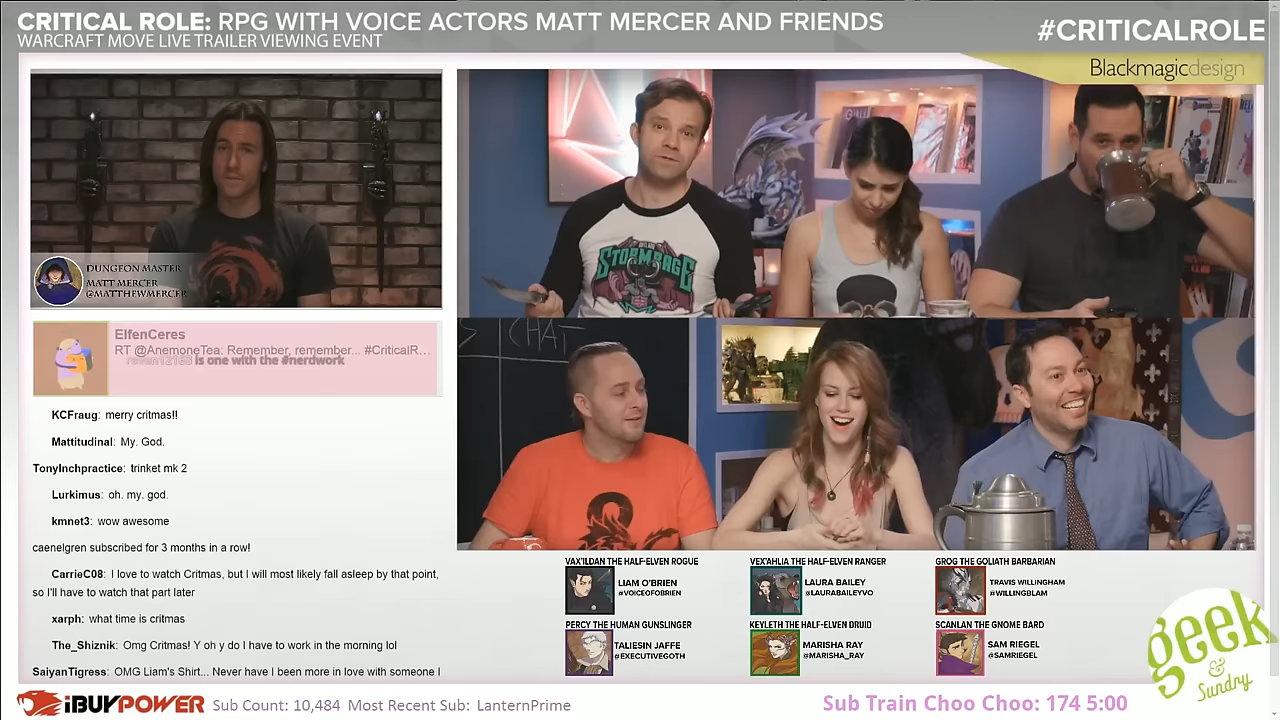 CRITICAL ROLE: RPG WITH VOICE ACTORS MATT MERCER AND FRIENDS
WARCRAFT MOVE LIVE TRAILER VIEWING EVENT
#CRITICALROLE
Blackmagicdesign
DUNGEON MASTER
MATT MERCER
@MATTHEWMERCER
STORMRAGE
CHAT
ElfenCeres
RT @AnemoneTea: Remember, remember... #CriticalR...
is one with the #nerdwork
KCFraug: merry critmas!!
Mattitudinal: My. God.
TonyInchpractice: trinket mk 2
Lurkimus: oh. my. god.
kmnet3: wow awesome
caenelgren subscribed for 3 months in a row!
CarrieC08: I love to watch Critmas, but I will most likely fall asleep by that point,
so I'll have to watch that part later
xarph: what time is critmas
The_Shiznik: Omg Critmas! Y oh y do I have to work in the morning lol
SaiyanTigress: OMG Liam's Shirt... Never have I been more in love with someone I
VAX'ILDAN THE HALF-ELVEN ROGUE
LIAM O'BRIEN
@VOICEOFOBRIEN
VEX'AHLIA THE HALF-ELVEN RANGER
LAURA BAILEY
@LAURABAILEYVO
GROG THE GOLIATH BARBARIAN
TRAVIS WILLINGHAM
@WILLINGBLAM
PERCY THE HUMAN GUNSLINGER
TALIESIN JAFFE
@EXECUTIVEGOTH
KEYLETH THE HALF-ELVEN DRUID
MARISHA RAY
@MARISHA_RAY
SCANLAN THE GNOME BARD
SAM RIEGEL
@SAMRIEGEL
geek
&
Sundry
iBUYPOWER
Sub Count: 10,484 Most Recent Sub: LanternPrime
Sub Train Choo Choo: 174 5:00